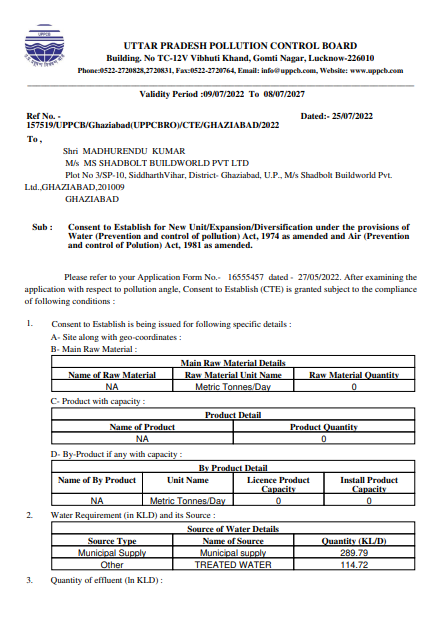 UPPCB
UTTAR PRADESH POLLUTION CONTROL BOARD
Building. No TC-12V Vibhuti Khand, Gomti Nagar, Lucknow-226010
Phone:0522-2720828,2720831, Fax:0522-2720764, Email: info@uppcb.com, Website: www.uppcb.com
Validity Period :09/07/2022 To 08/07/2027
Ref No. -
157519/UPPCB/Ghaziabad(UPPCBRO)/CTE/GHAZIABAD/2022
Dated:- 25/07/2022
To ,
Shri MADHURENDU KUMAR
M/s MS SHADBOLT BUILDWORLD PVT LTD
Plot No 3/SP-10, SiddharthVihar, District- Ghaziabad, U.P., M/s Shadbolt Buildworld Pvt.
Ltd.,GHAZIABAD,201009
GHAZIABAD
Sub : Consent to Establish for New Unit/Expansion/Diversification under the provisions of
Water (Prevention and control of pollution) Act, 1974 as amended and Air (Prevention
and control of Polution) Act, 1981 as amended.
Please refer to your Application Form No.- 16555457 dated - 27/05/2022. After examining the
application with respect to pollution angle, Consent to Establish (CTE) is granted subject to the compliance
of following conditions :
1. Consent to Establish is being issued for following specific details :
A- Site along with geo-coordinates :
B- Main Raw Material :
Main Raw Material Details
Name of Raw Material Raw Material Unit Name Raw Material Quantity
NA Metric Tonnes/Day 0
C- Product with capacity :
Product Detail
Name of Product Product Quantity
NA 0
D- By-Product if any with capacity :
By Product Detail
Name of By Product Unit Name Licence Product Capacity Install Product Capacity
NA Metric Tonnes/Day 0 0
2. Water Requirement (in KLD) and its Source :
Source of Water Details
Source Type Name of Source Quantity (KL/D)
Municipal Supply Municipal supply 289.79
Other TREATED WATER 114.72
3. Quantity of effluent (In KLD) :